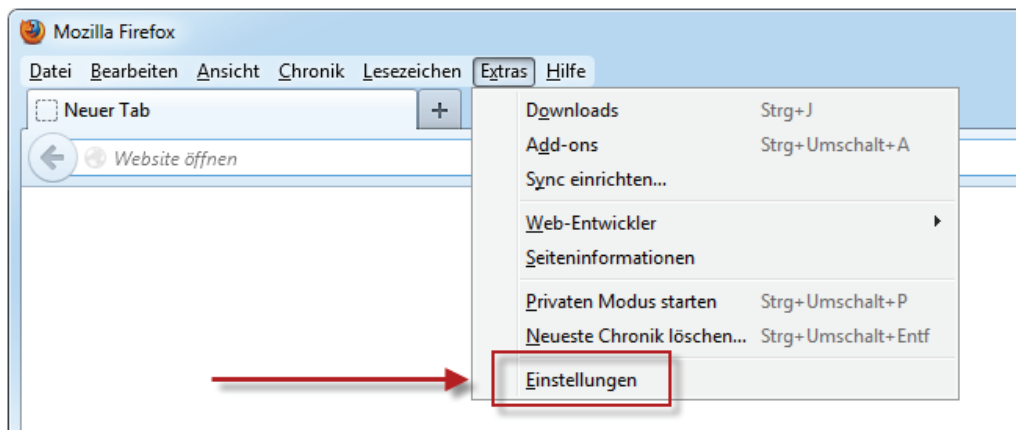 Mozilla Firefox
Datei Bearbeiten Ansicht Chronik Lesezeichen Extras Hilfe
Neuer Tab +
Website öffnen
Downloads Strg+J
Add-ons Strg+Umschalt+A
Sync einrichten...
Web-Entwickler
Seiteninformationen
Privaten Modus starten Strg+Umschalt+P
Neueste Chronik löschen... Strg+Umschalt+Entf
Einstellungen